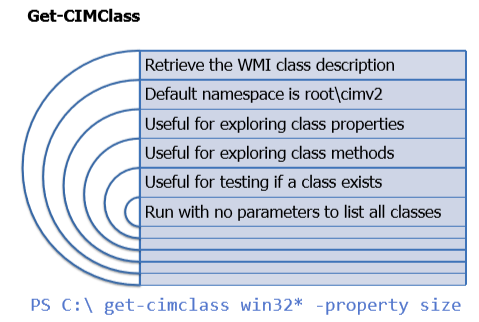 Get-CIMClass
Retrieve the WMI class description
Default namespace is root\cimv2
Useful for exploring class properties
Useful for exploring class methods
Useful for testing if a class exists
Run with no parameters to list all classes
PS C:\ get-cimclass win32* -property size